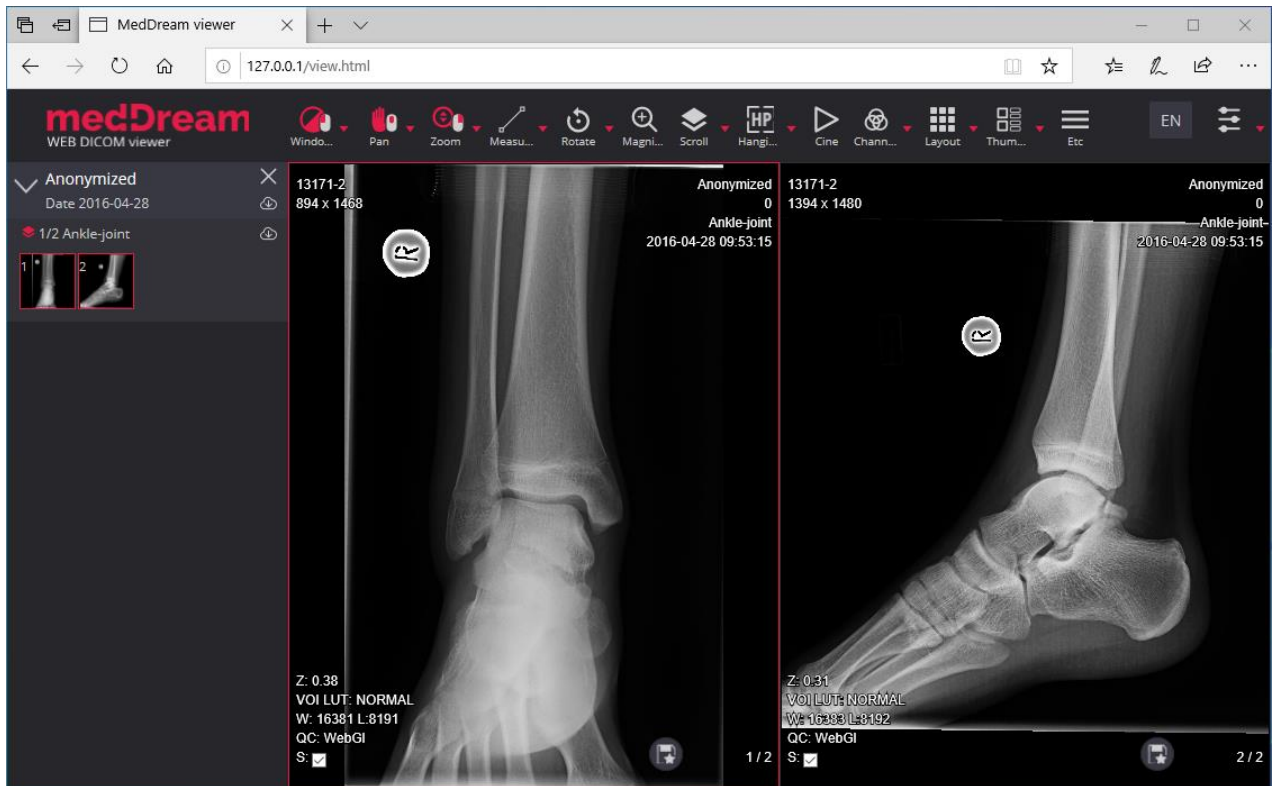 MedDream viewer
127.0.0.1/view.html
medDream
WEB DICOM viewer
Windo...
Pan
Zoom
Measu...
Rotate
Magni...
Scroll
HP
Hangi...
Cine
Chann...
Layout
Thum...
Etc
EN
Anonymized
Date 2016-04-28
1/2 Ankle-joint
1
2
13171-2
894 x 1468
Anonymized
0
Ankle-joint
2016-04-28 09:53:15
R
Z: 0.38
VOI LUT: NORMAL
W: 16381 L:8191
QC: WebGl
S:
1 / 2
13171-2
1394 x 1480
Anonymized
0
Ankle-joint
2016-04-28 09:53:15
R
Z: 0.31
VOI LUT: NORMAL
W: 16383 L:8192
QC: WebGl
S:
2 / 2